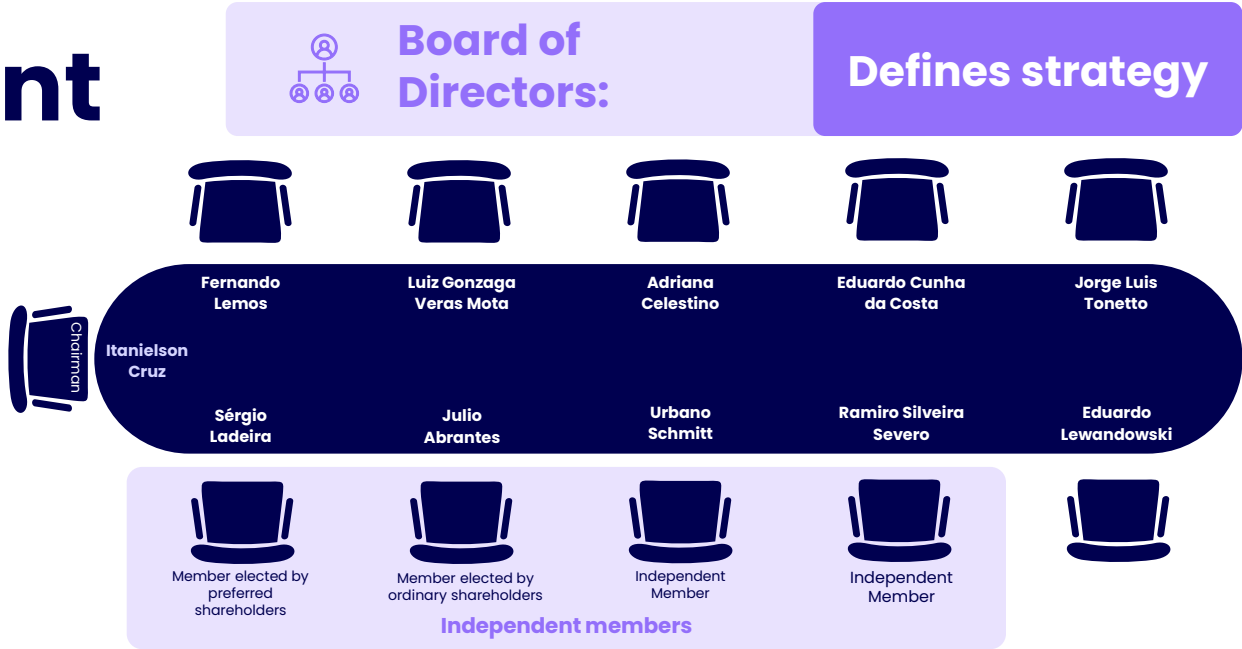 nt
Board of
Directors:
Defines strategy
Fernando
Lemos
Luiz Gonzaga
Veras Mota
Adriana
Celestino
Eduardo Cunha
da Costa
Jorge Luis
Tonetto
Chairman
Itanielson
Cruz
Sérgio
Ladeira
Julio
Abrantes
Urbano
Schmitt
Ramiro Silveira
Severo
Eduardo
Lewandowski
Member elected by
preferred
shareholders
Member elected by
ordinary shareholders
Independent
Member
Independent
Member
Independent members